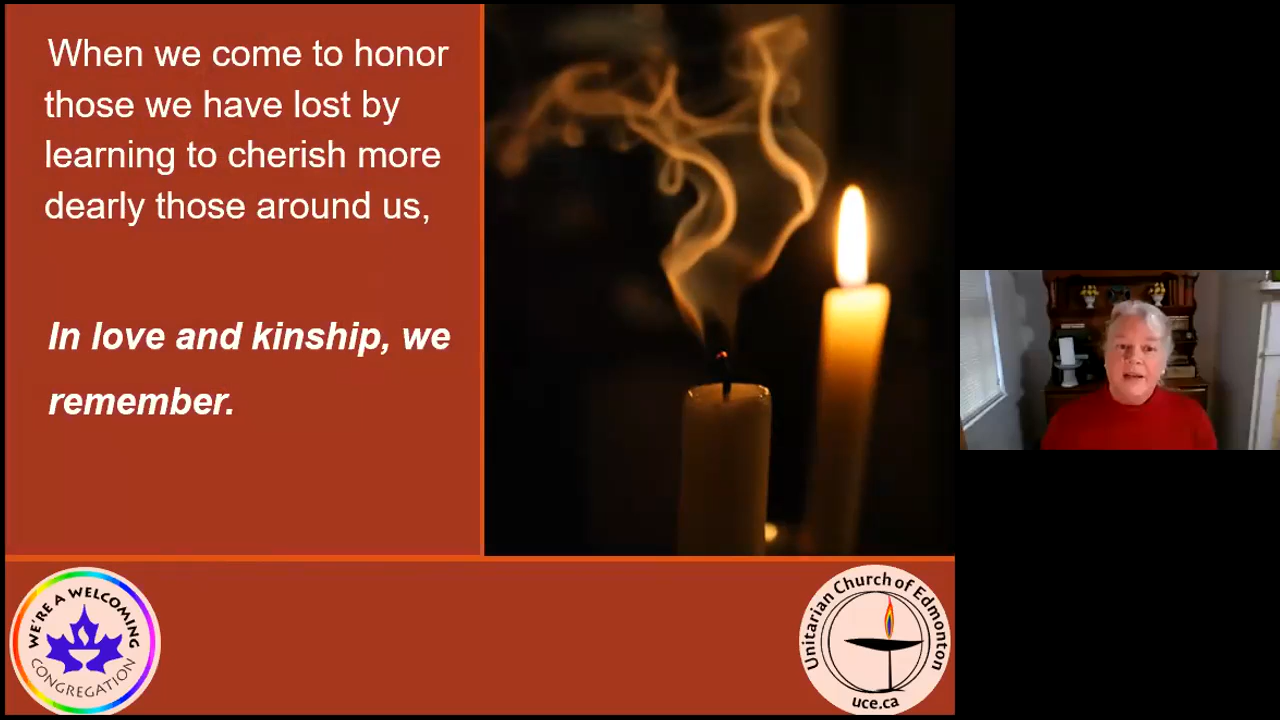 When we come to honor
those we have lost by
learning to cherish more
dearly those around us,
In love and kinship, we
remember.
WE'RE A WELCOMING
CONGREGATION
Unitarian Church of Edmonton
uce.ca